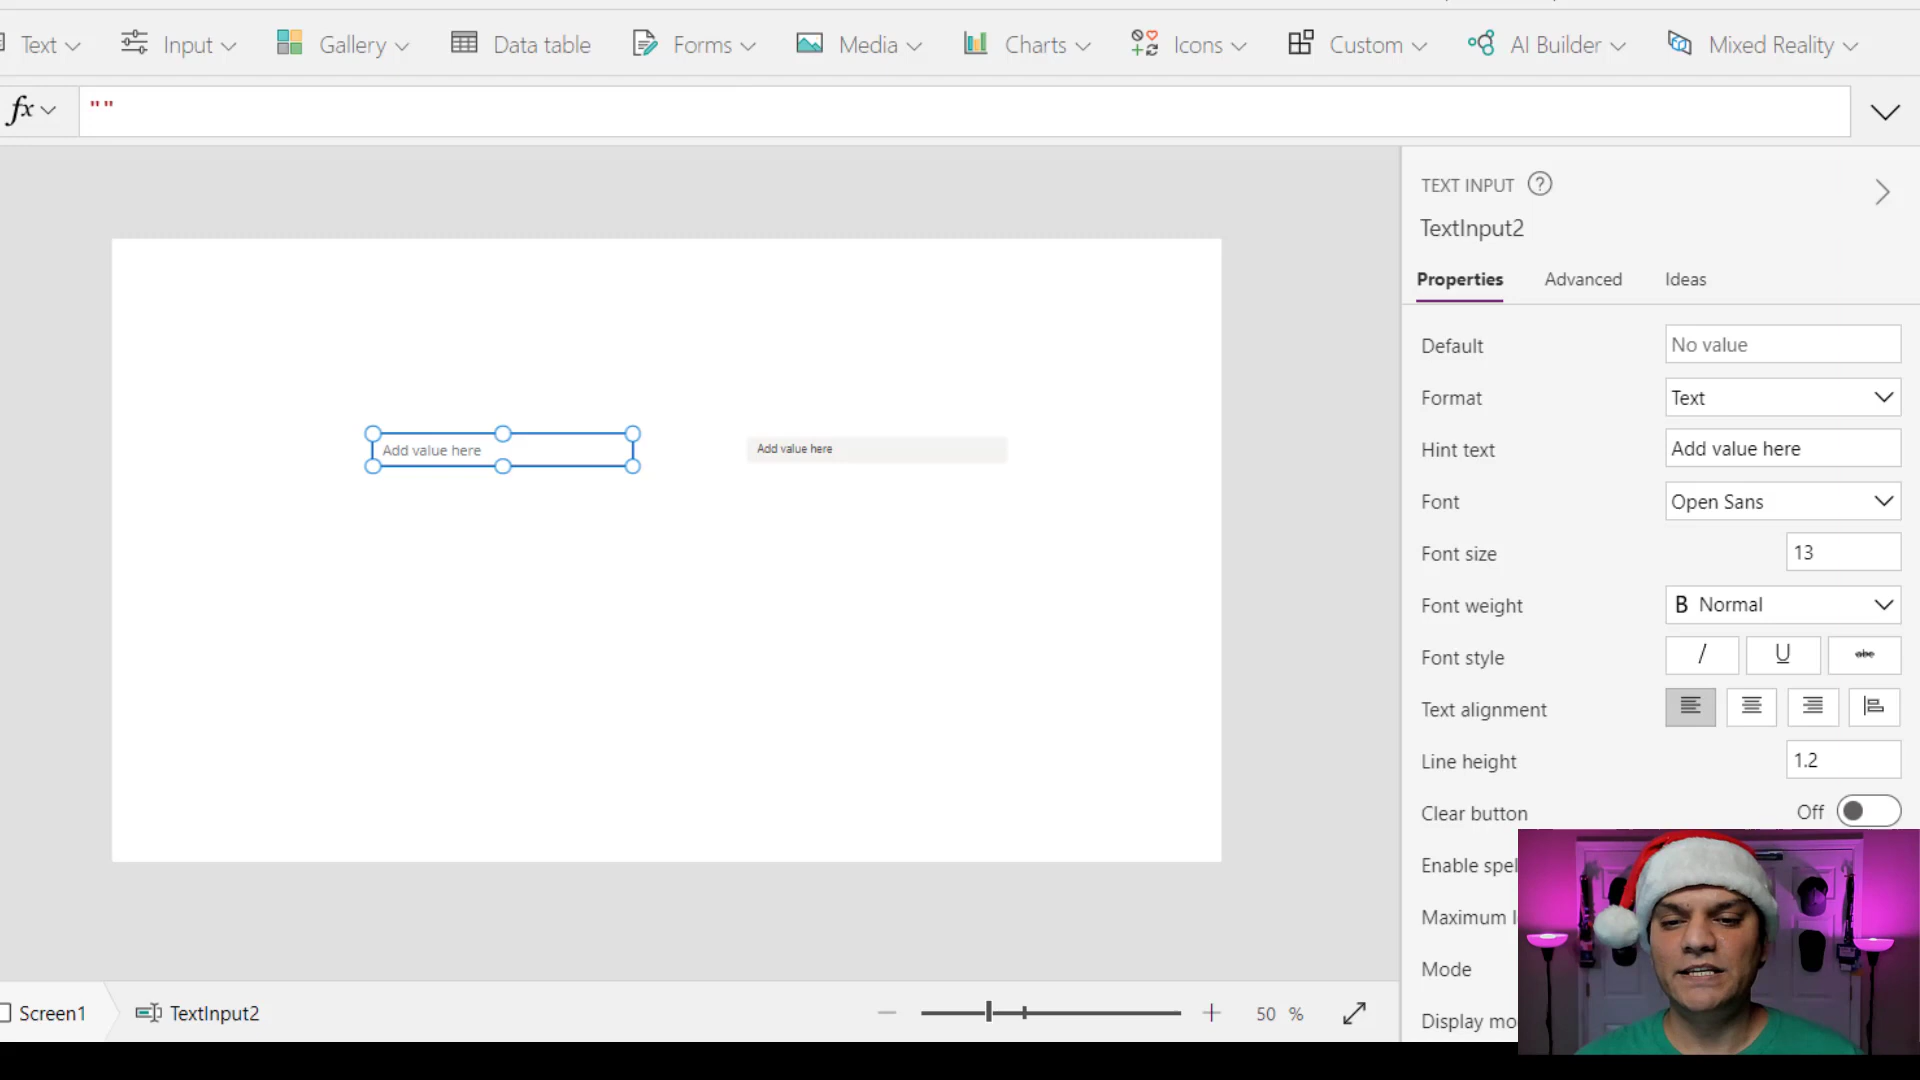 Text
Input
Gallery
Data table
Forms
Media
Charts
Icons
Custom
AI Builder
Mixed Reality
fx
""
TEXT INPUT ?
TextInput2
Properties Advanced Ideas
Default No value
Format Text
Hint text Add value here
Font Open Sans
Font size 13
Font weight B Normal
Font style / U abc
Text alignment
Line height 1.2
Clear button Off
Enable spel
Maximum l
Mode
Display mo
Add value here
Add value here
Screen1
TextInput2
50 %